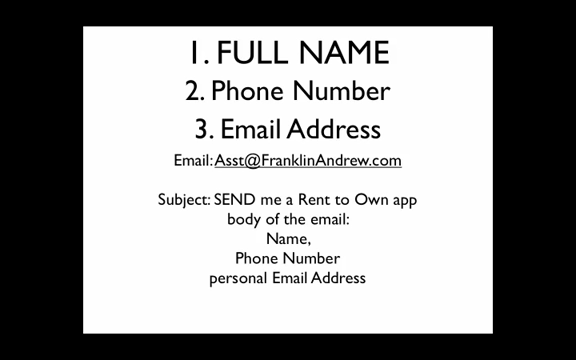 1. FULL NAME
2. Phone Number
3. Email Address
Email: Asst@FranklinAndrew.com
Subject: SEND me a Rent to Own app
body of the email:
Name,
Phone Number
personal Email Address